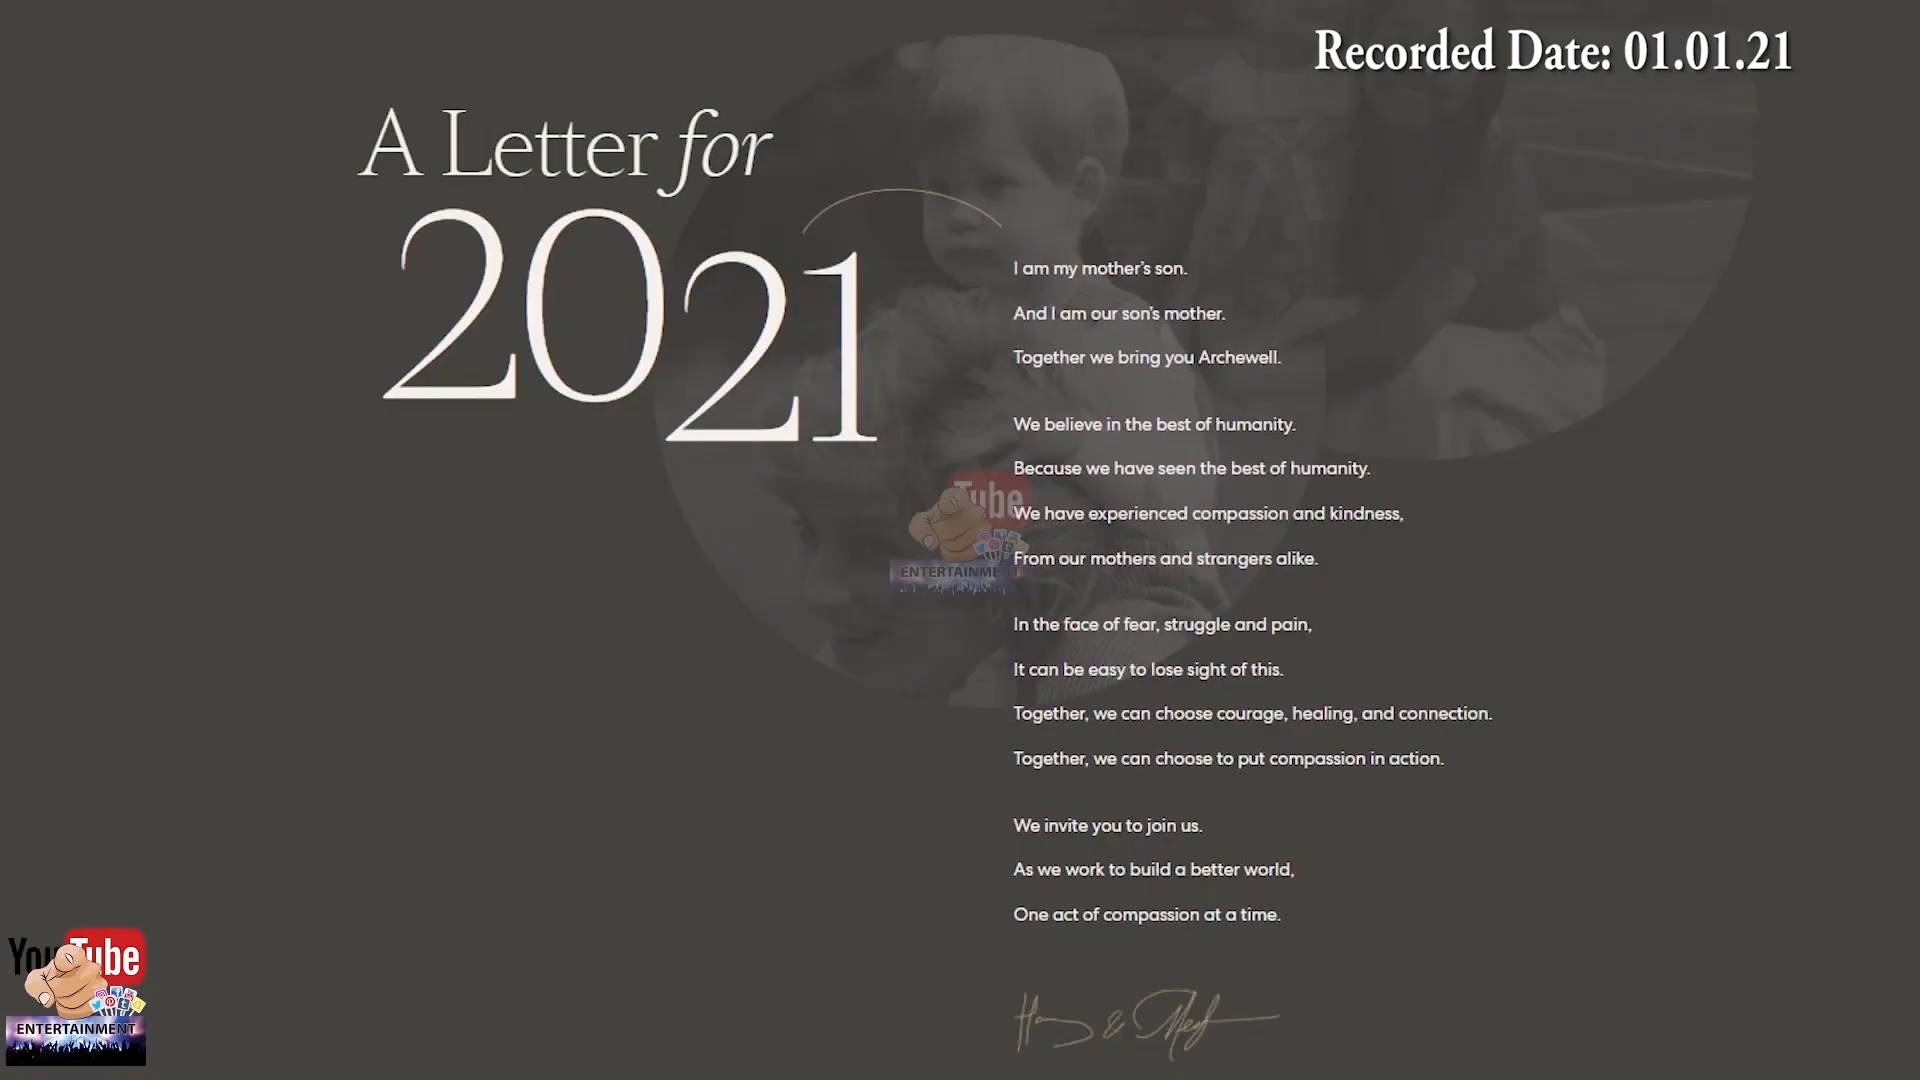 Recorded Date: 01.01.21
A Letter for
2021
I am my mother's son.
And I am our son's mother.
Together we bring you Archewell.
We believe in the best of humanity.
Because we have seen the best of humanity.
We have experienced compassion and kindness,
From our mothers and strangers alike.
In the face of fear, struggle and pain,
It can be easy to lose sight of this.
Together, we can choose courage, healing, and connection.
Together, we can choose to put compassion in action.
We invite you to join us.
As we work to build a better world,
One act of compassion at a time.
Harry & Meghan
Tube
ENTERTAINMENT
YouTube
ENTERTAINMENT